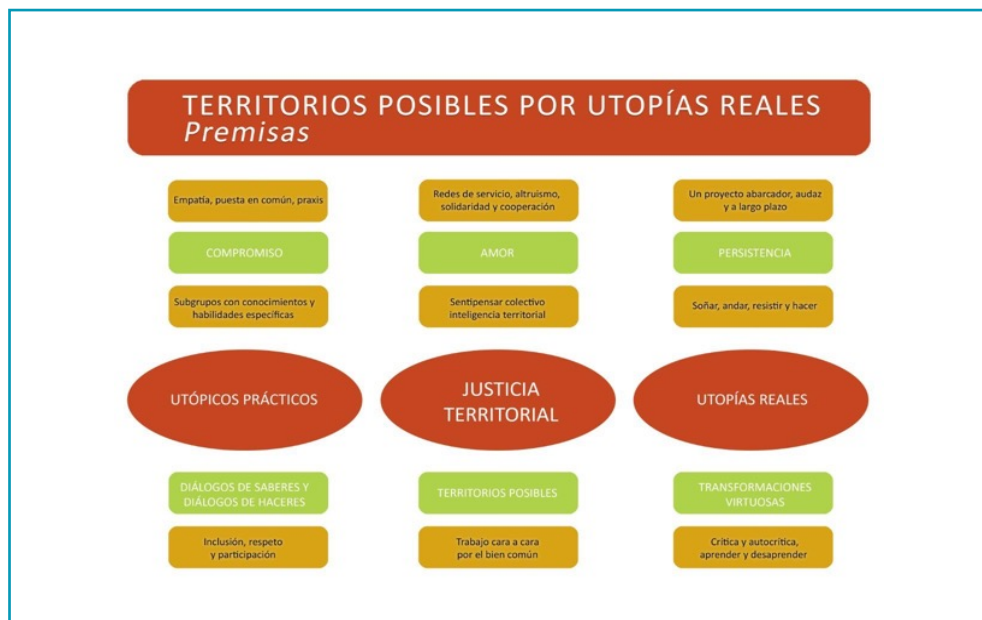 TERRITORIOS POSIBLES POR UTOPÍAS REALES
Premisas
Empatía, puesta en común, praxis
Redes de servicio, altruismo,
solidaridad y cooperación
Un proyecto abarcador, audaz
y a largo plazo
COMPROMISO
AMOR
PERSISTENCIA
Subgrupos con conocimientos y
habilidades específicas
Sentipensar colectivo
inteligencia territorial
Soñar, andar, resistir y hacer
UTÓPICOS PRÁCTICOS
JUSTICIA
TERRITORIAL
UTOPÍAS REALES
DIÁLOGOS DE SABERES Y
DIÁLOGOS DE HACERES
TERRITORIOS POSIBLES
TRANSFORMACIONES
VIRTUOSAS
Inclusión, respeto
y participación
Trabajo cara a cara
por el bien común
Crítica y autocrítica,
aprender y desaprender